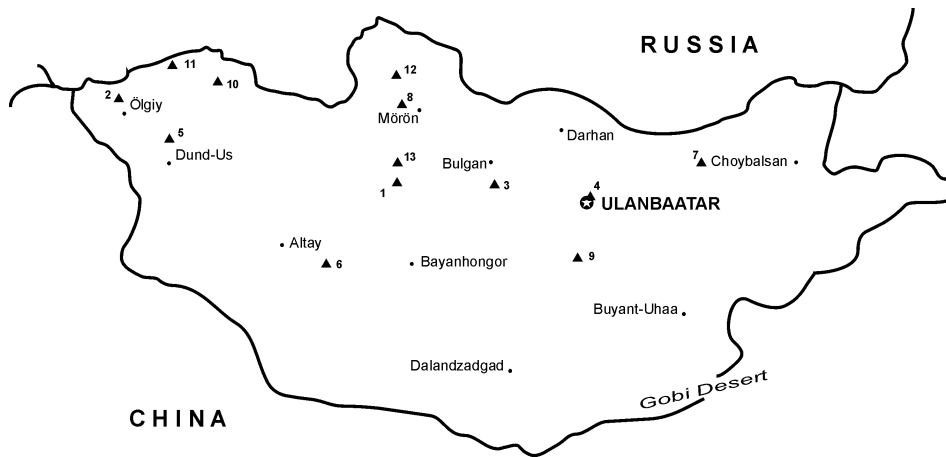 RUSSIA
11
12
10
2
Ölgiy
8
Mörön
Darhan
5
Dund-Us
13
Bulgan
7
Choybalsan
1
3
4
ULANBAATAR
Altay
6
Bayanhongor
9
Buyant-Uhaa
Dalandzadgad
Gobi Desert
CHINA